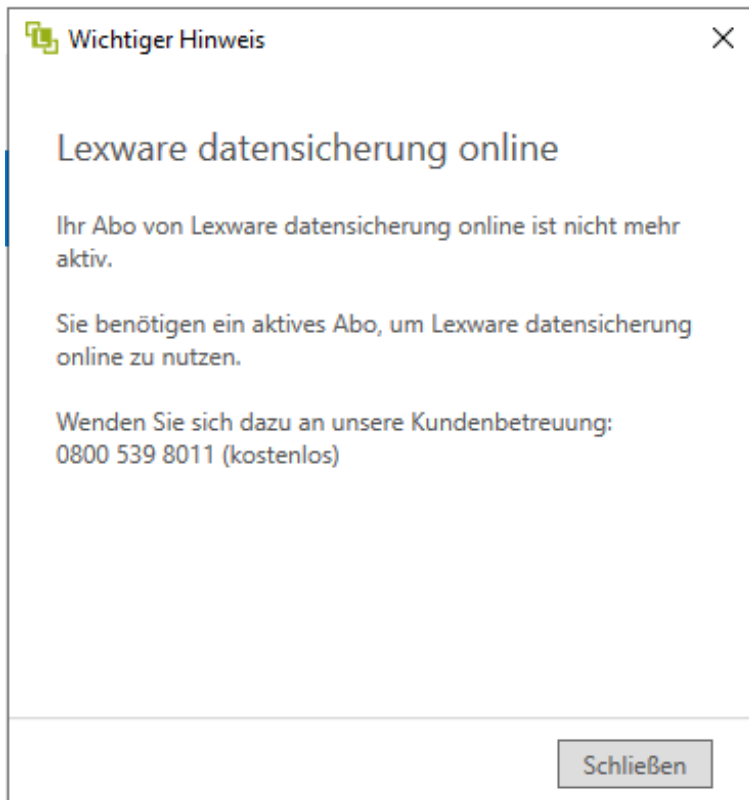 Wichtiger Hinweis
Lexware datensicherung online
Ihr Abo von Lexware datensicherung online ist nicht mehr
aktiv.
Sie benötigen ein aktives Abo, um Lexware datensicherung
online zu nutzen.
Wenden Sie sich dazu an unsere Kundenbetreuung:
0800 539 8011 (kostenlos)
Schließen